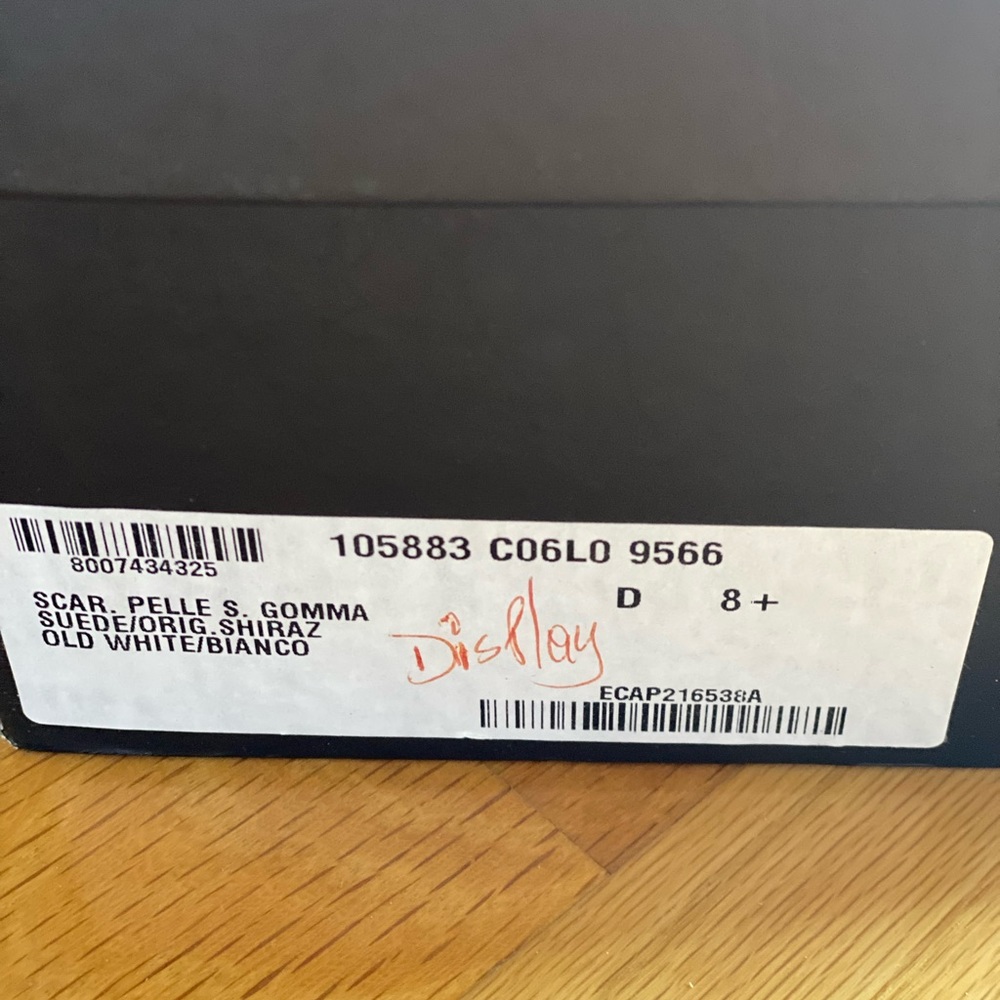 105883 C06L0 9566
8007434325
D 8+
SCAR. PELLE S. GOMMA
SUEDE/ORIG.SHIRAZ
OLD WHITE/BIANCO
Display
ECAP216538A